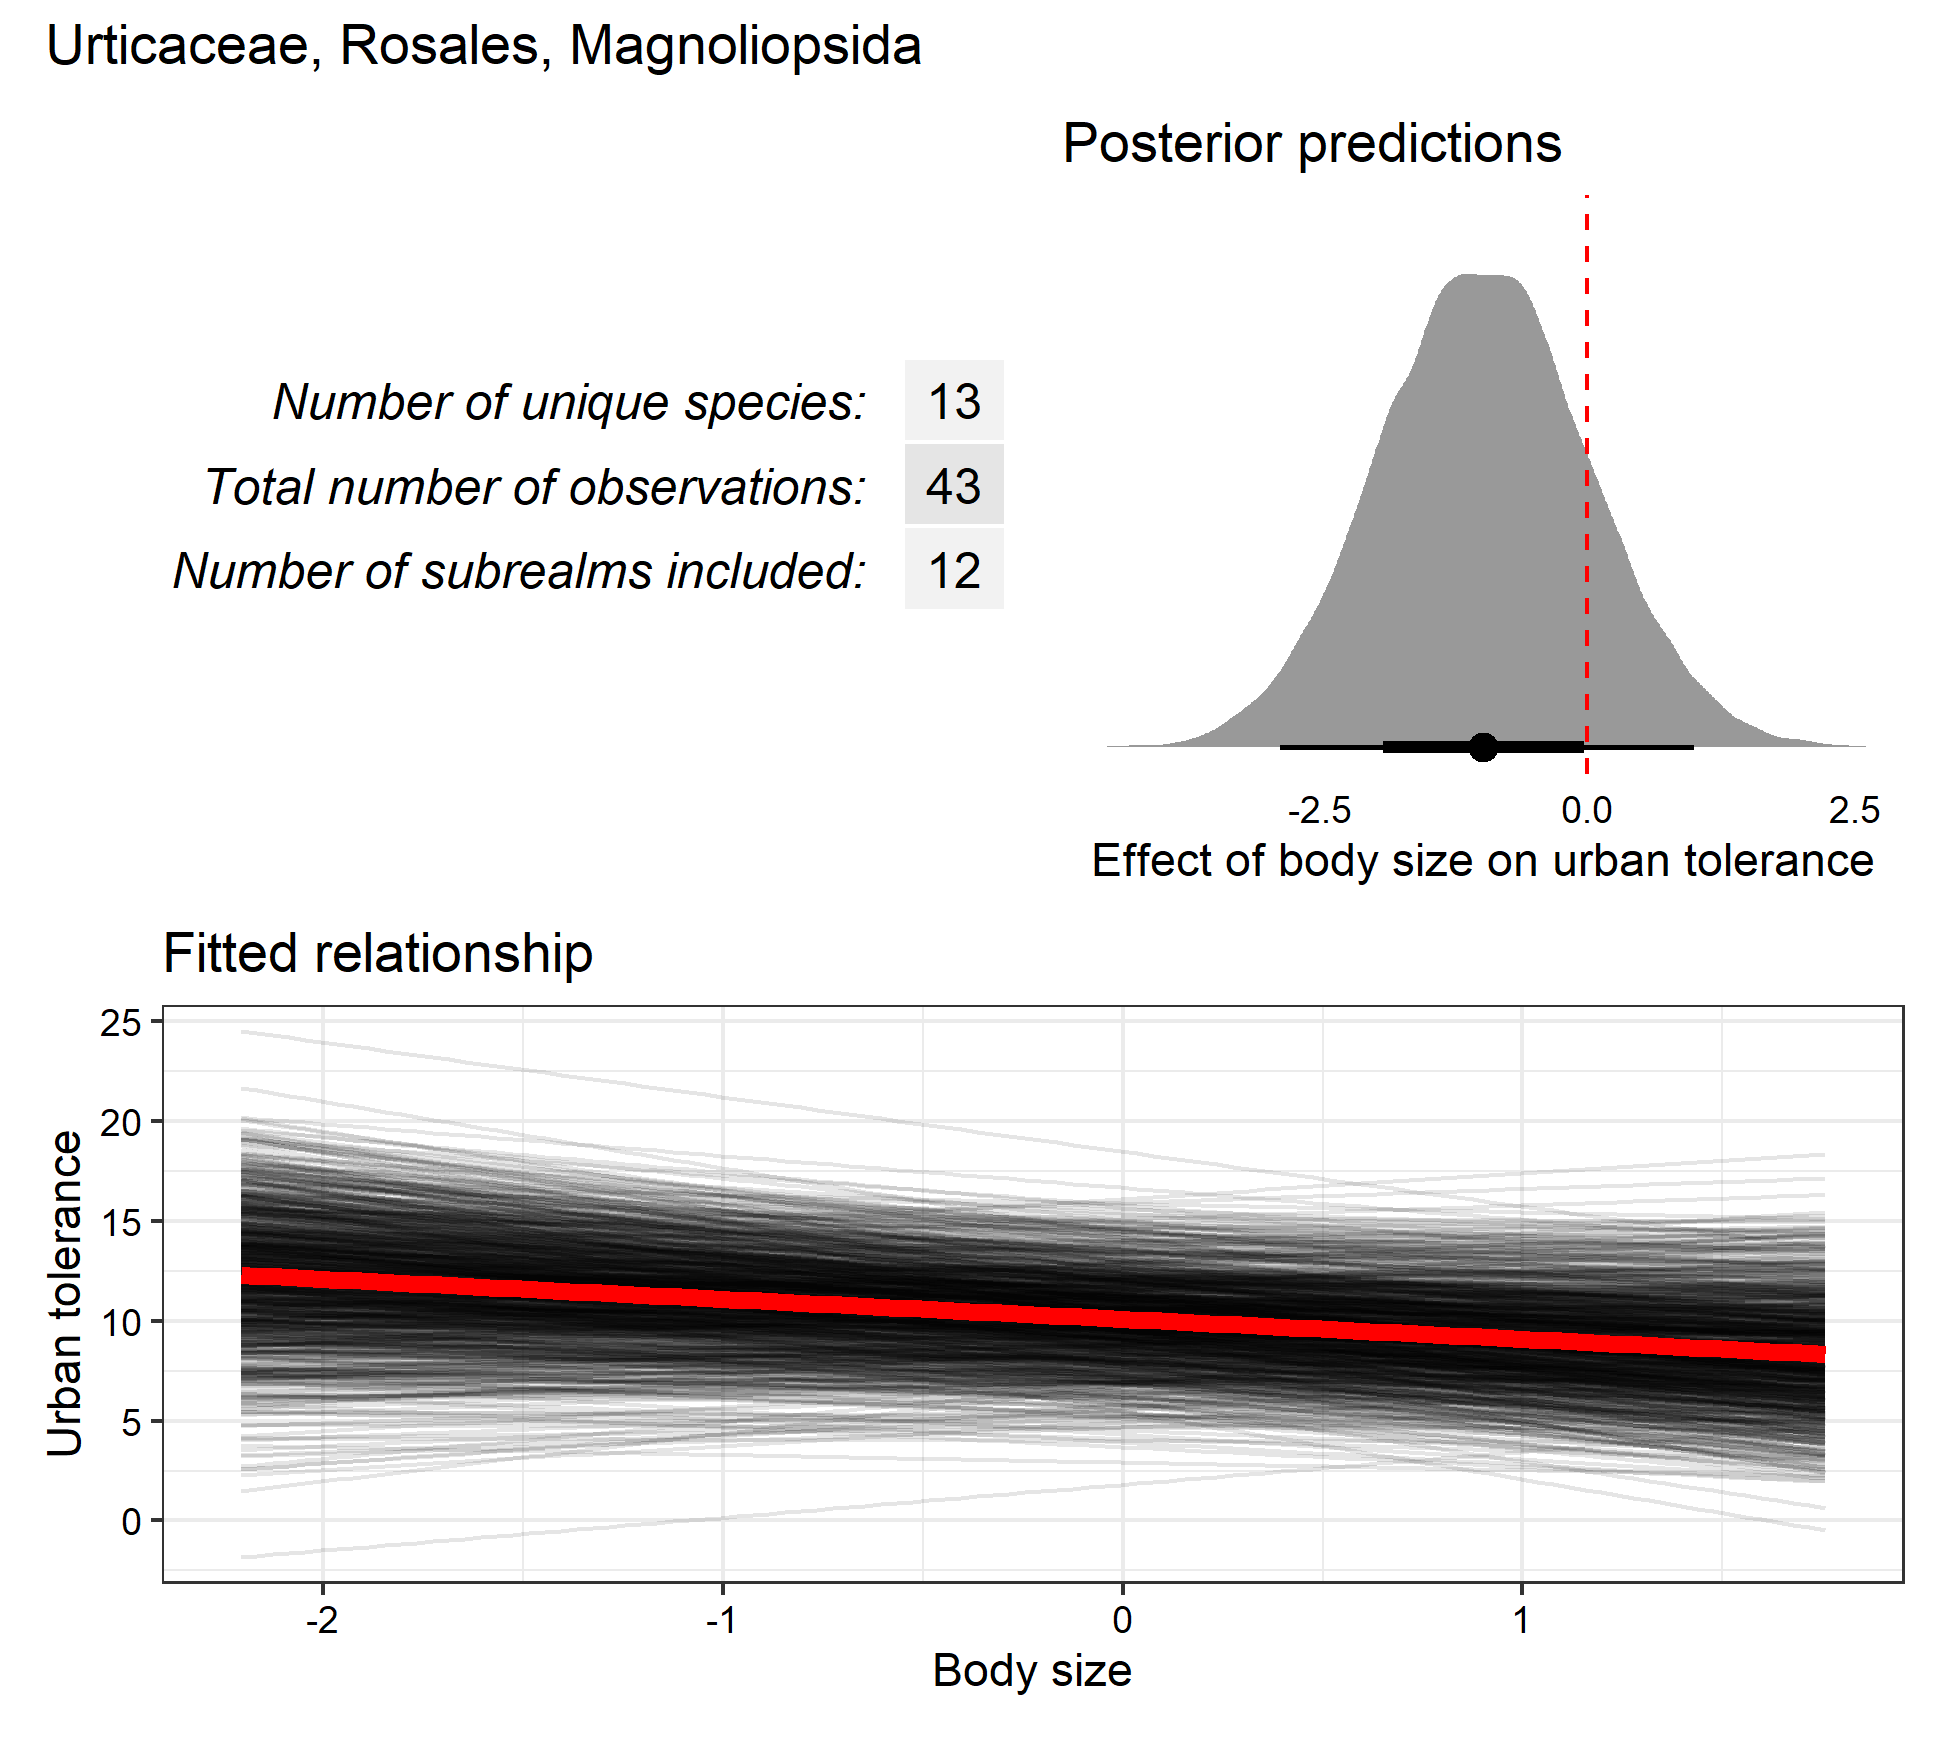 Urticaceae, Rosales, Magnoliopsida
Posterior predictions
Number of unique species: 13
Total number of observations: 43
Number of subrealms included: 12
-2.5 0.0 2.5
Effect of body size on urban tolerance
Fitted relationship
Urban tolerance
25
20
15
10
5
0
-2 -1 0 1
Body size